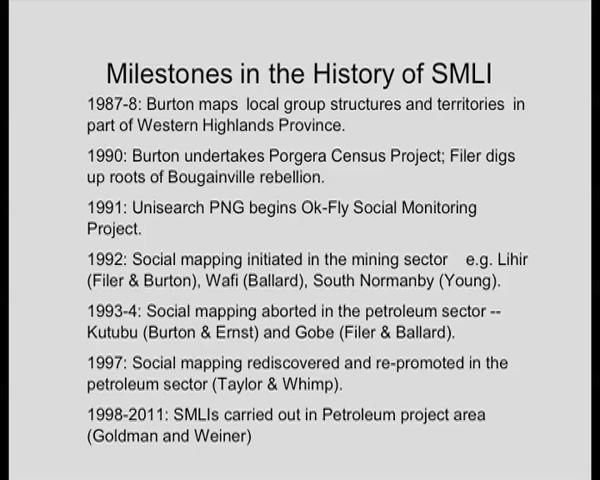 Milestones in the History of SMLI
1987-8: Burton maps local group structures and territories in
part of Western Highlands Province.
1990: Burton undertakes Porgera Census Project; Filer digs
up roots of Bougainville rebellion.
1991: Unisearch PNG begins Ok-Fly Social Monitoring
Project.
1992: Social mapping initiated in the mining sector e.g. Lihir
(Filer & Burton), Wafi (Ballard), South Normanby (Young).
1993-4: Social mapping aborted in the petroleum sector --
Kutubu (Burton & Ernst) and Gobe (Filer & Ballard).
1997: Social mapping rediscovered and re-promoted in the
petroleum sector (Taylor & Whimp).
1998-2011: SMLIs carried out in Petroleum project area
(Goldman and Weiner)